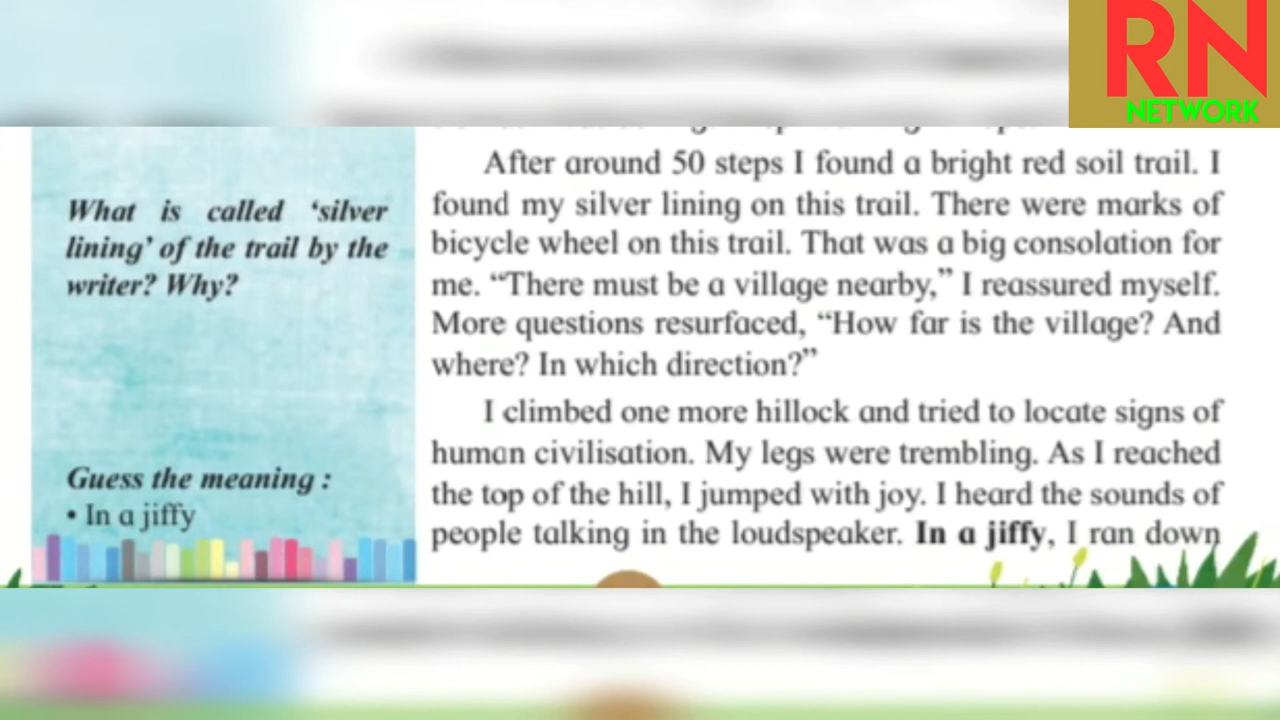 RN
NETWORK
What is called ‘silver
lining’ of the trail by the
writer? Why?
Guess the meaning :
• In a jiffy
After around 50 steps I found a bright red soil trail. I
found my silver lining on this trail. There were marks of
bicycle wheel on this trail. That was a big consolation for
me. “There must be a village nearby,” I reassured myself.
More questions resurfaced, “How far is the village? And
where? In which direction?”
I climbed one more hillock and tried to locate signs of
human civilisation. My legs were trembling. As I reached
the top of the hill, I jumped with joy. I heard the sounds of
people talking in the loudspeaker. In a jiffy, I ran down